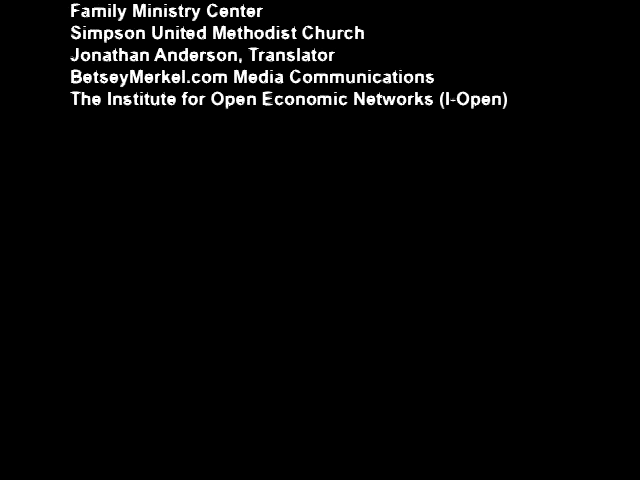 Family Ministry Center
Simpson United Methodist Church
Jonathan Anderson, Translator
BetseyMerkel.com Media Communications
The Institute for Open Economic Networks (I-Open)